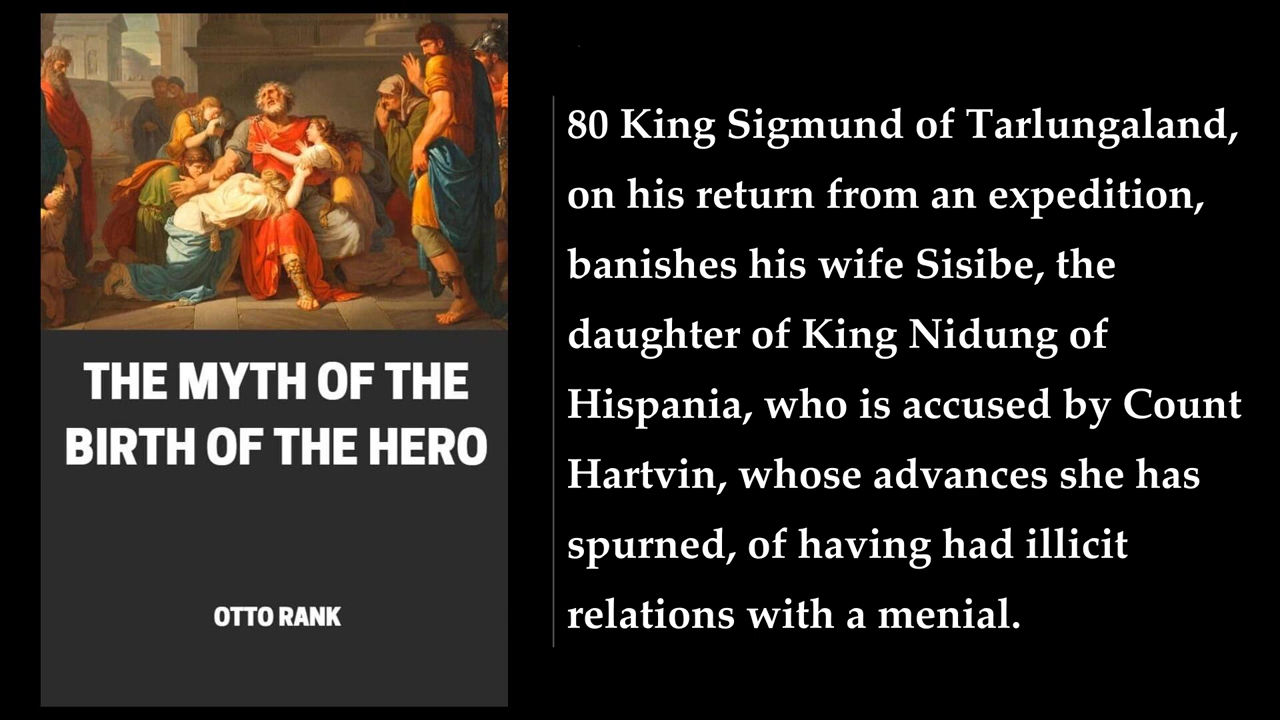 THE MYTH OF THE
BIRTH OF THE HERO
OTTO RANK
80 King Sigmund of Tarlungaland,
on his return from an expedition,
banishes his wife Sisibe, the
daughter of King Nidung of
Hispania, who is accused by Count
Hartvin, whose advances she has
spurned, of having had illicit
relations with a menial.